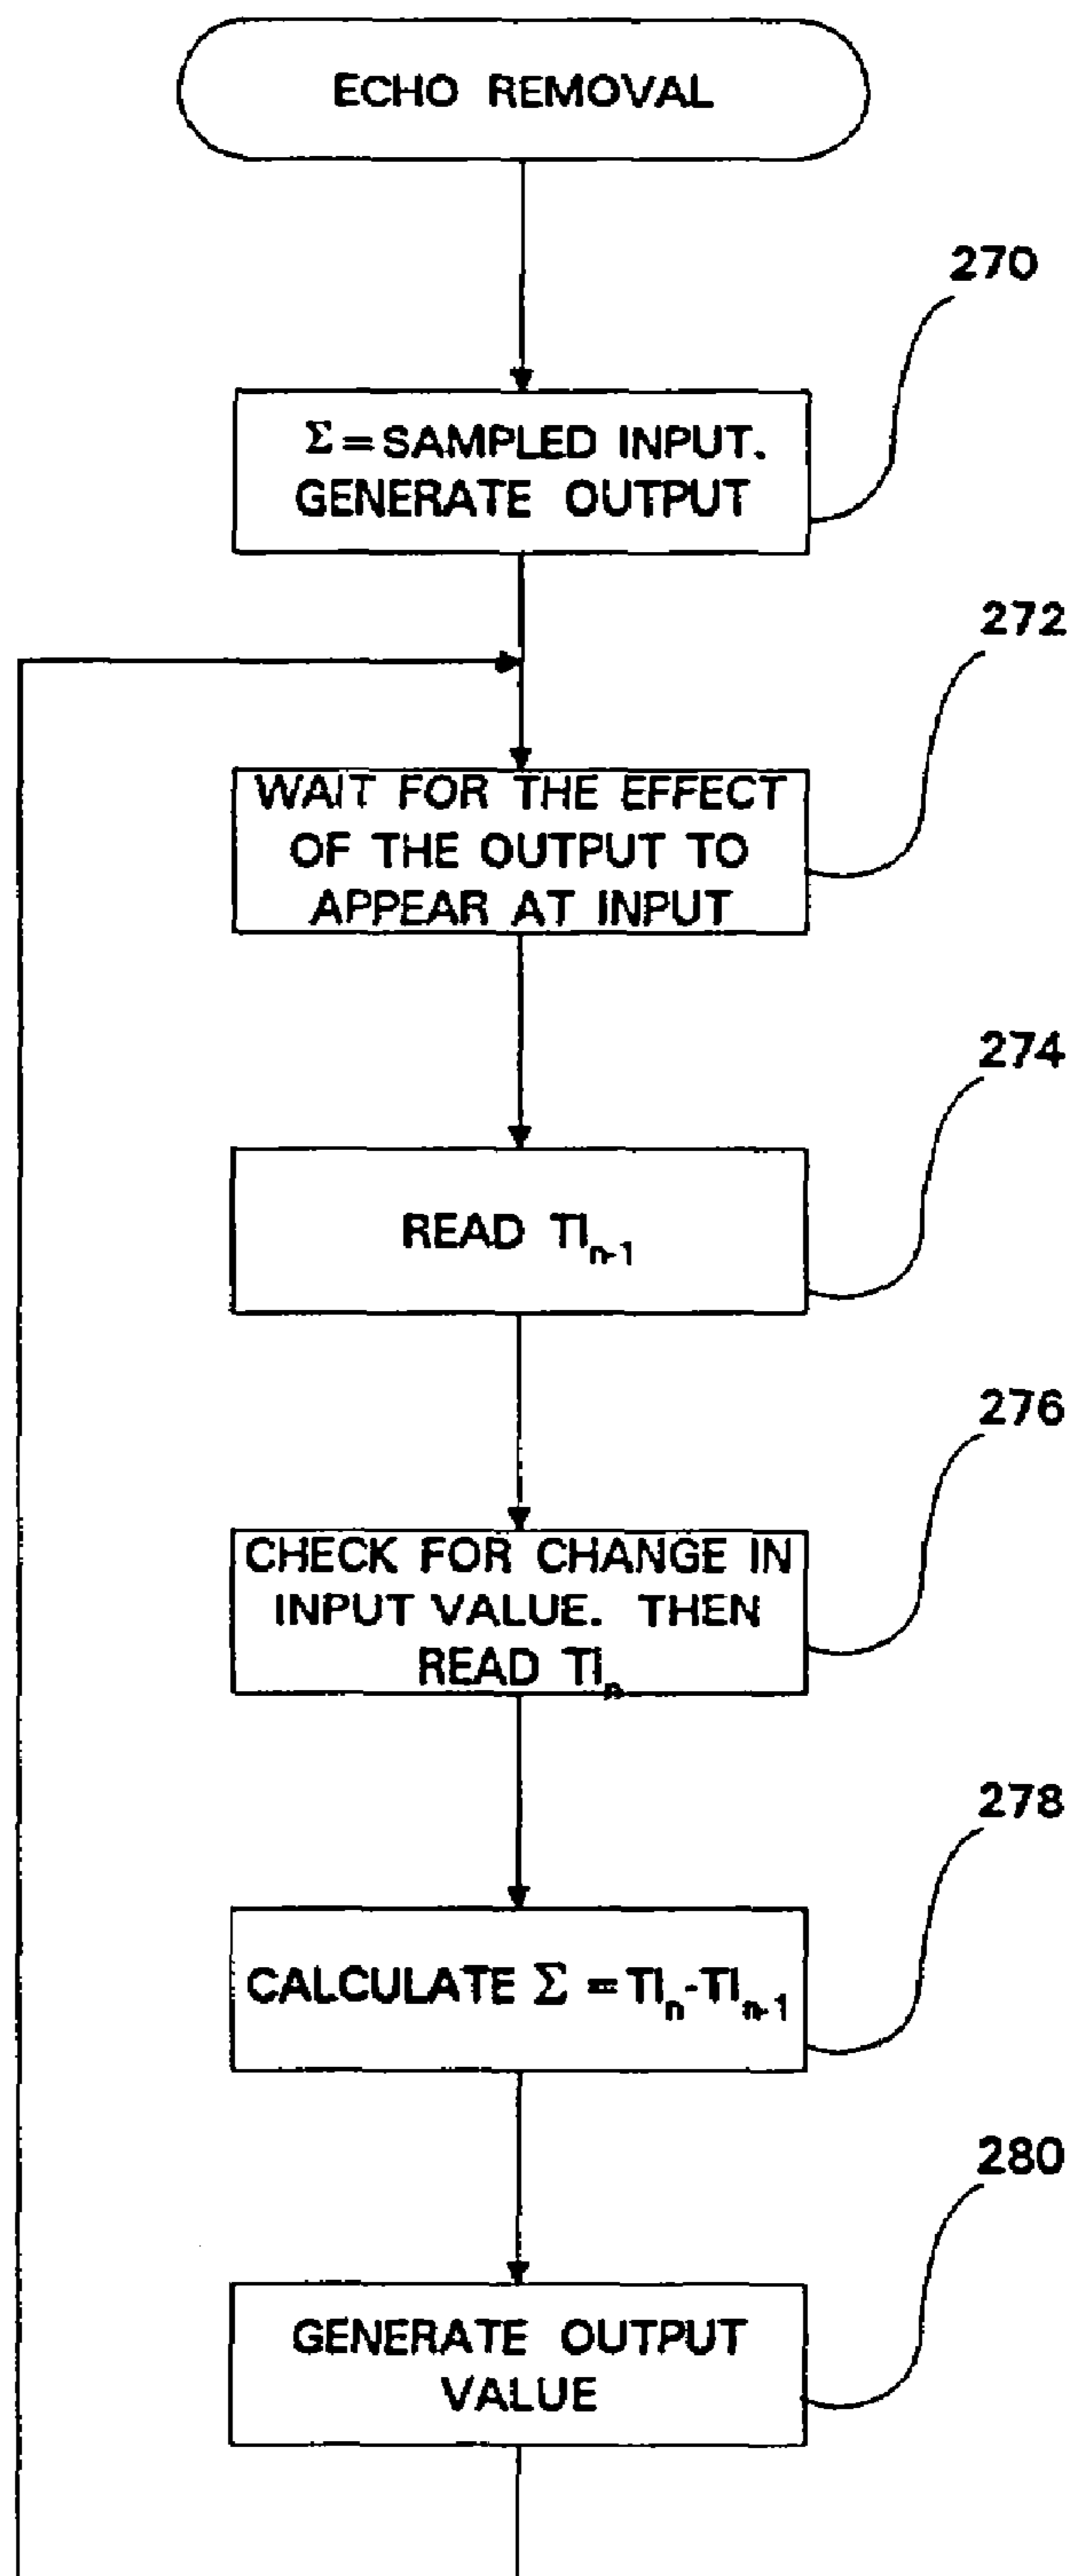 ECHO REMOVAL
270
Σ = SAMPLED INPUT.
GENERATE OUTPUT
272
WAIT FOR THE EFFECT
OF THE OUTPUT TO
APPEAR AT INPUT
274
READ TIₙ₋₁
276
CHECK FOR CHANGE IN
INPUT VALUE. THEN
READ TIₙ
278
CALCULATE Σ = TIₙ-TIₙ₋₁
280
GENERATE OUTPUT
VALUE